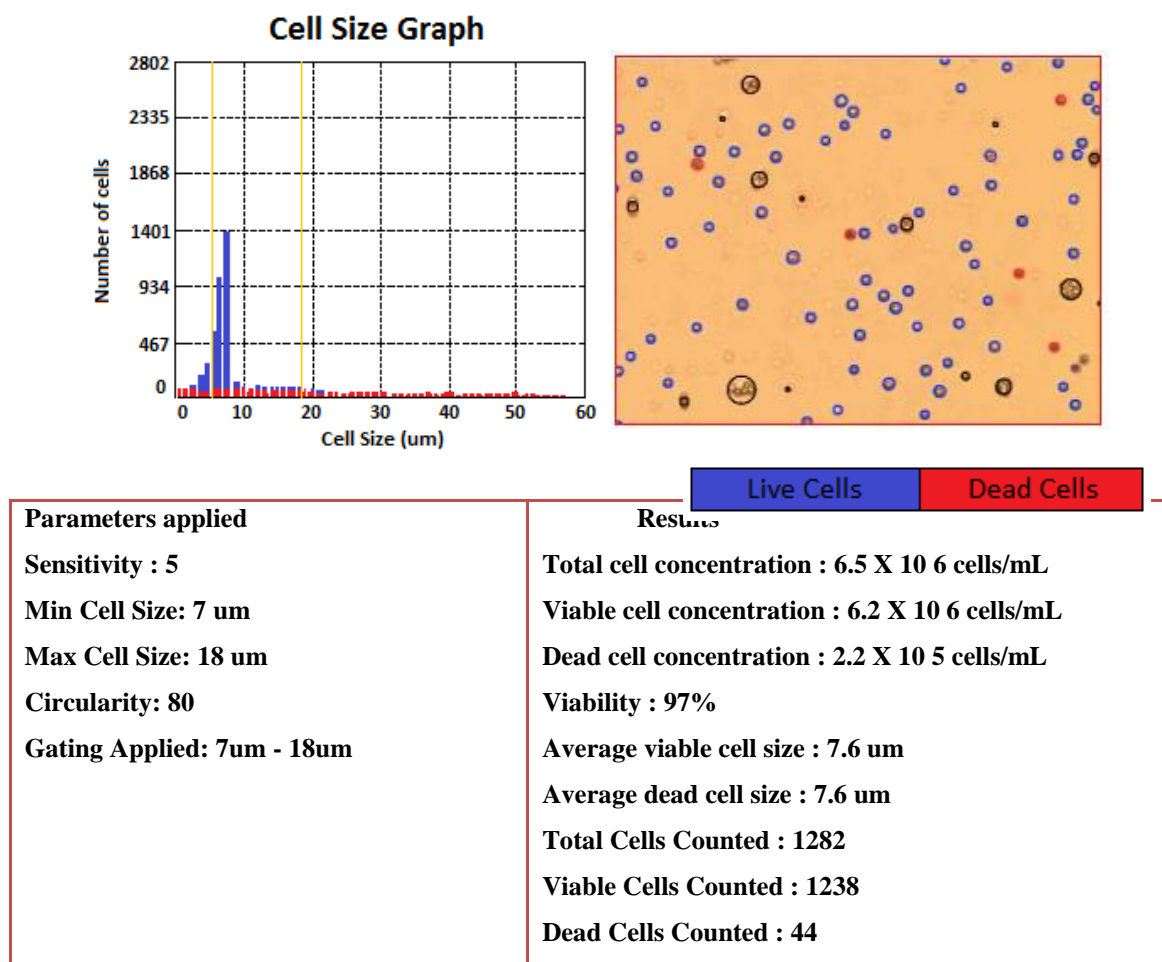 Cell Size Graph
2802
2335
1868
1401
934
467
0
Number of cells
0 10 20 30 40 50 60
Cell Size (um)
Live Cells Dead Cells
Parameters applied
Sensitivity : 5
Min Cell Size: 7 um
Max Cell Size: 18 um
Circularity: 80
Gating Applied: 7um - 18um
Results
Total cell concentration : 6.5 X 10 6 cells/mL
Viable cell concentration : 6.2 X 10 6 cells/mL
Dead cell concentration : 2.2 X 10 5 cells/mL
Viability : 97%
Average viable cell size : 7.6 um
Average dead cell size : 7.6 um
Total Cells Counted : 1282
Viable Cells Counted : 1238
Dead Cells Counted : 44